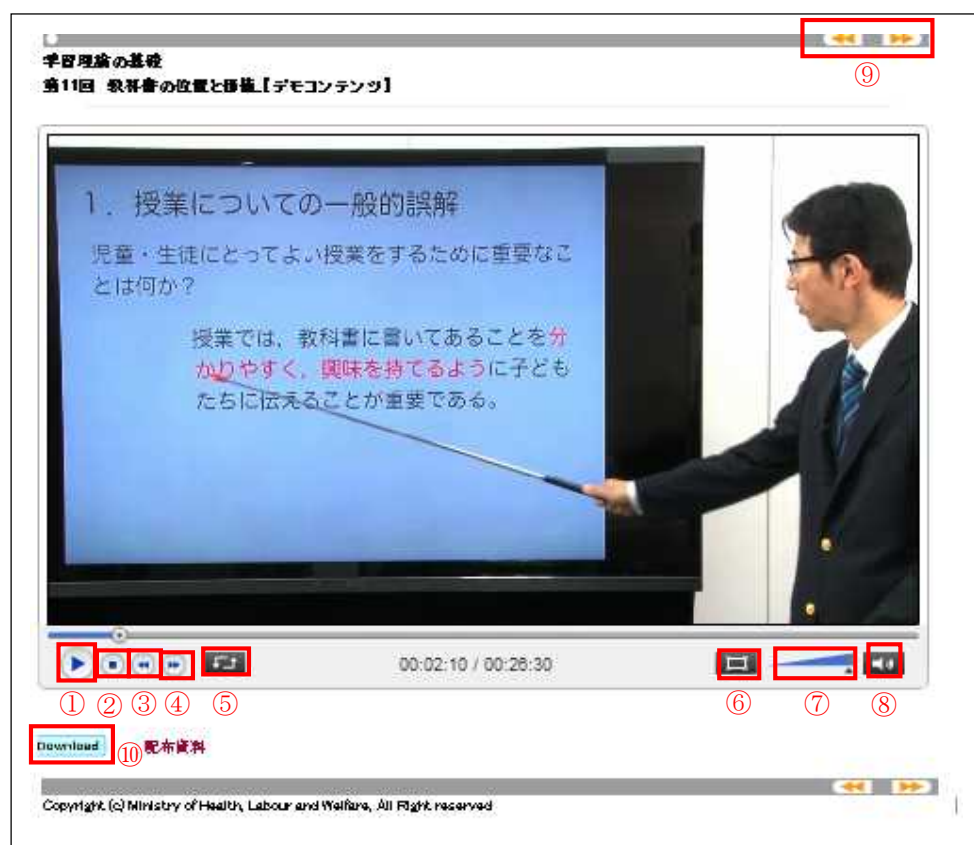 ⑨
学習理論の基礎
第11回 教科書の位置と価値【デモコンテンツ】
1．授業についての一般的誤解
児童・生徒にとってよい授業をするために重要なこ
とは何か？
授業では、教科書に書いてあることを分
かりやすく、興味を持てるように子ども
たちに伝えることが重要である。
00:02:10 / 00:26:30
① ② ③ ④ ⑤ ⑥ ⑦ ⑧
Download ⑩ 配布資料
Copyright (c) Ministry of Health, Labour and Welfare, All Right reserved